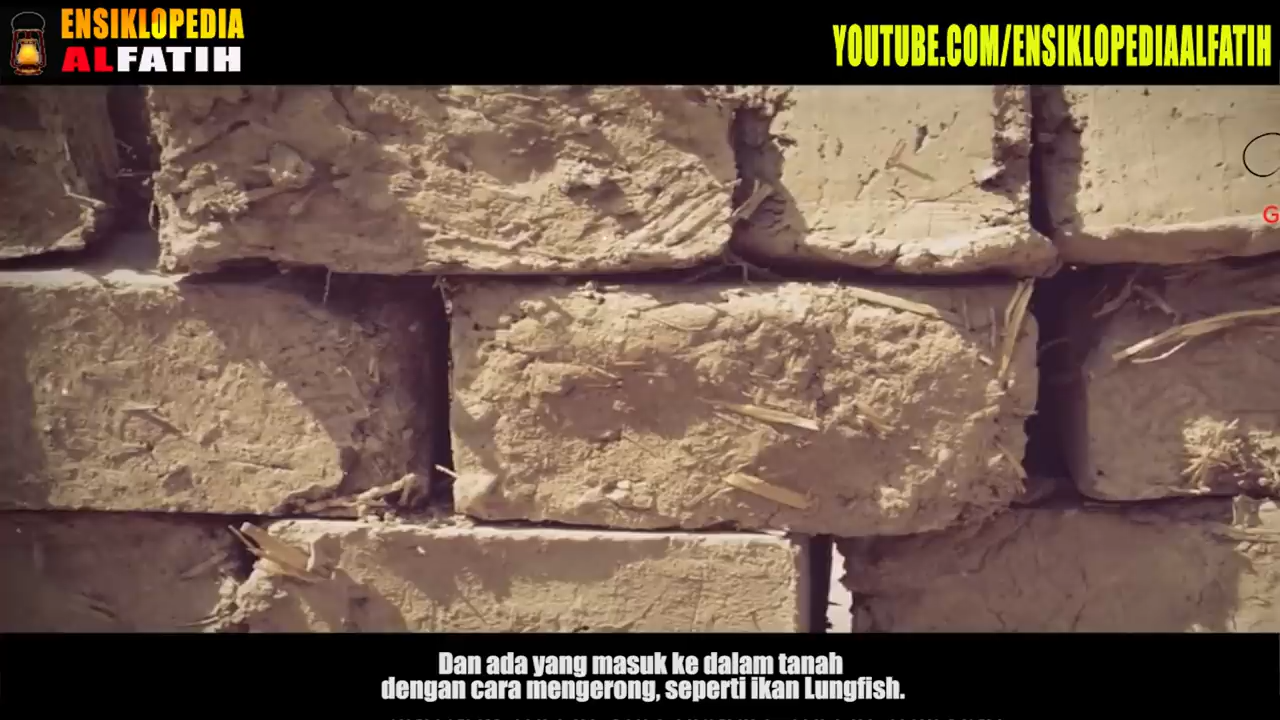 ENSIKLOPEDIA
ALFATIH
YOUTUBE.COM/ENSIKLOPEDIAALFATIH
G
Dan ada yang masuk ke dalam tanah
dengan cara mengerong, seperti ikan Lungfish.